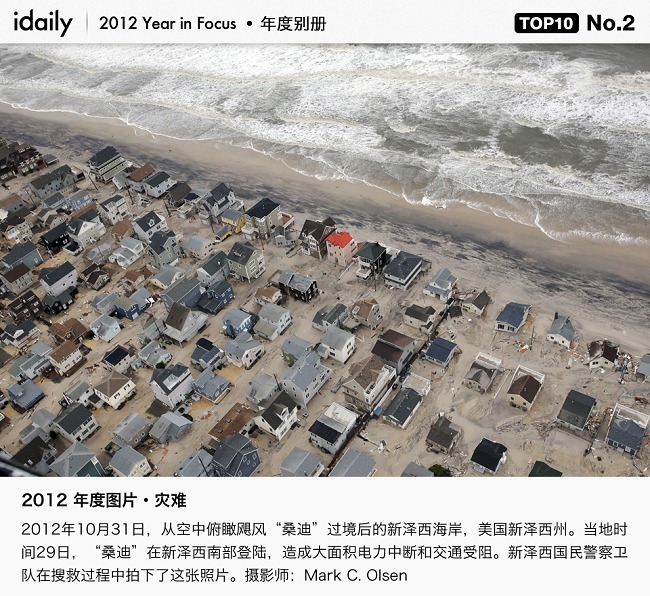 idaily 2012 Year in Focus • 年度别册 TOP10 No.2
2012 年度图片・灾难
2012年10月31日，从空中俯瞰飓风“桑迪”过境后的新泽西海岸，美国新泽西州。当地时
间29日，“桑迪”在新泽西南部登陆，造成大面积电力中断和交通受阻。新泽西国民警察卫
队在搜救过程中拍下了这张照片。摄影师：Mark C. Olsen